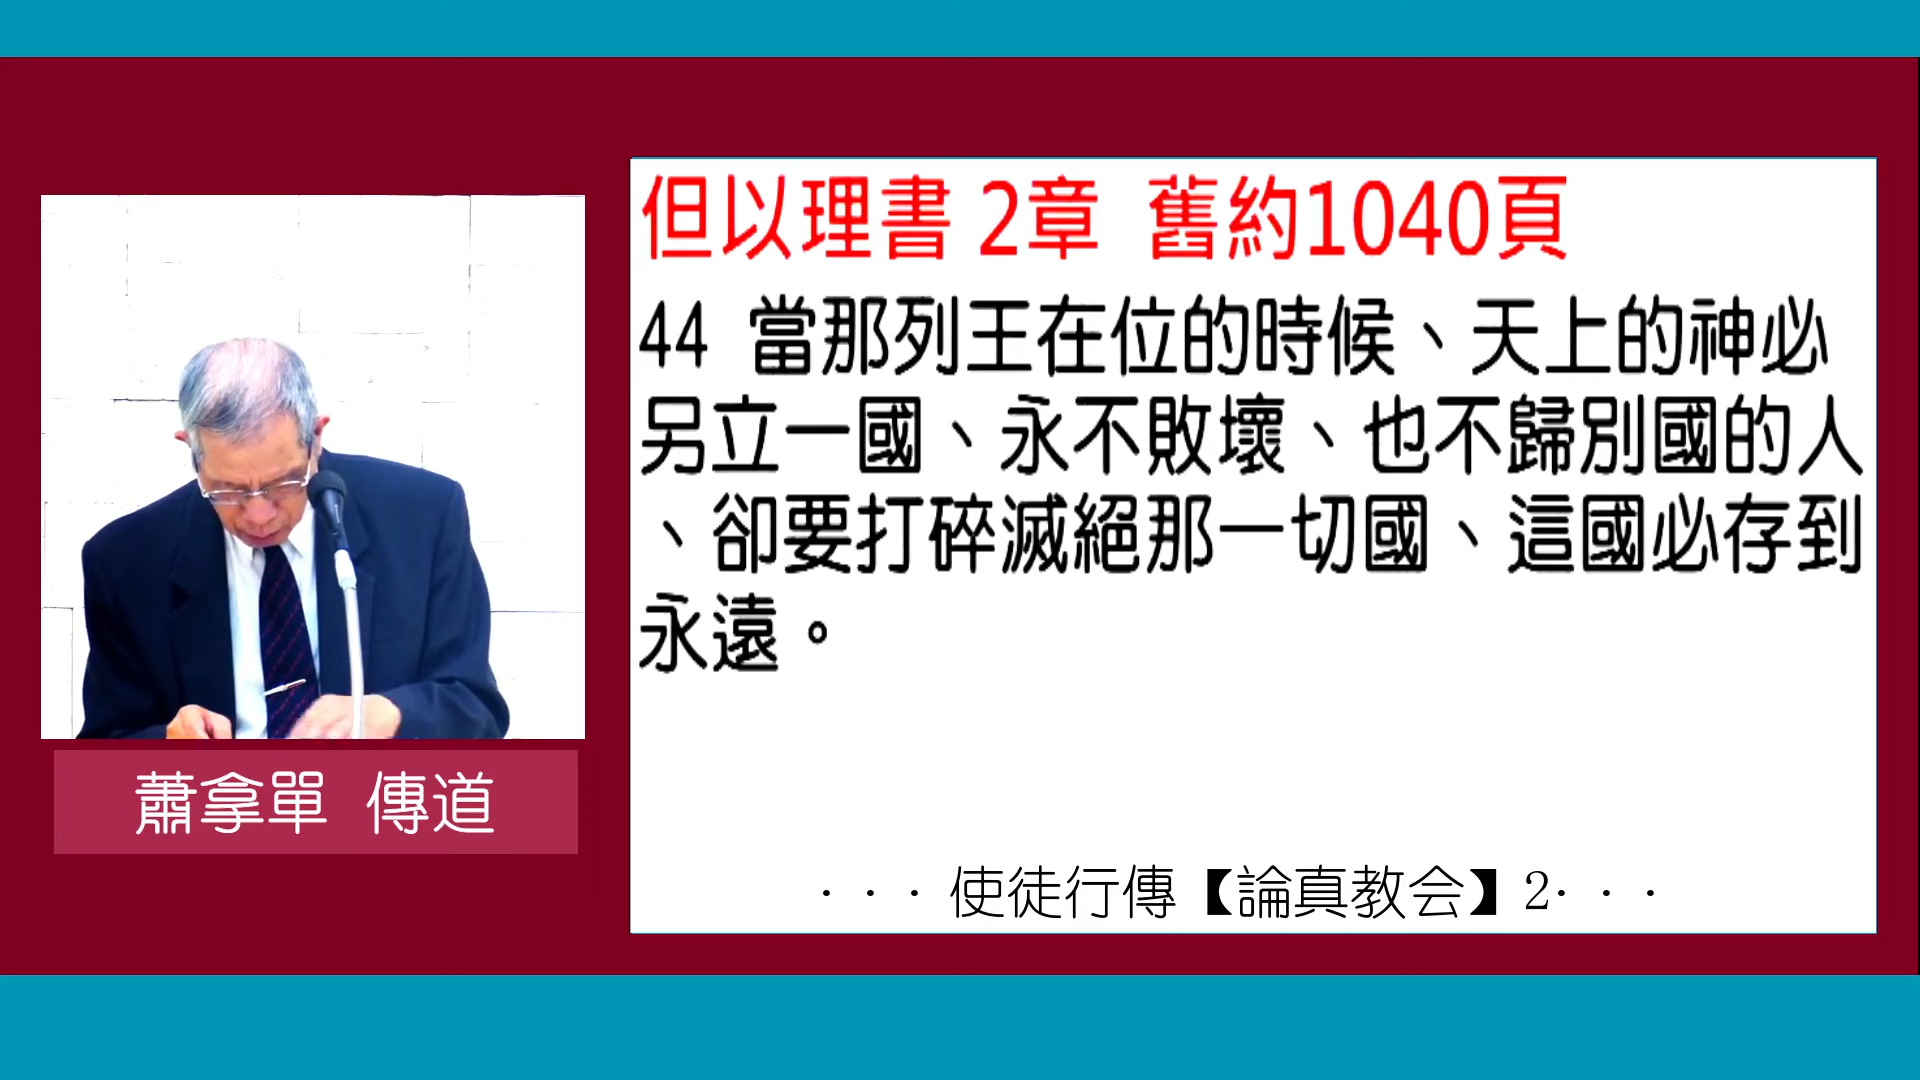 但以理書 2章 舊約1040頁
44 當那列王在位的時候、天上的神必
另立一國、永不敗壞、也不歸別國的人
、卻要打碎滅絕那一切國、這國必存到
永遠。
蕭拿單 傳道
· · · 使徒行傳【論真教会】2· · ·